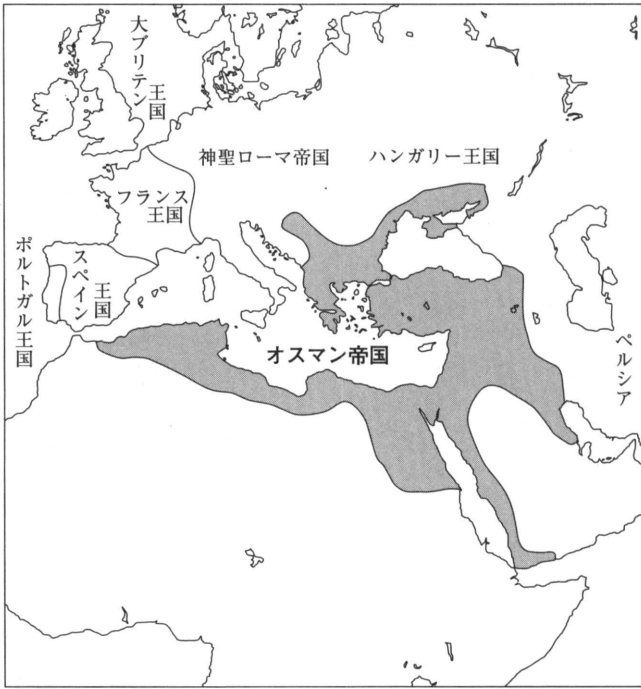 大ブリテン
王国
神聖ローマ帝国
ハンガリー王国
フランス
王国
ポルトガル王国
スペイン
王国
オスマン帝国
ペルシア